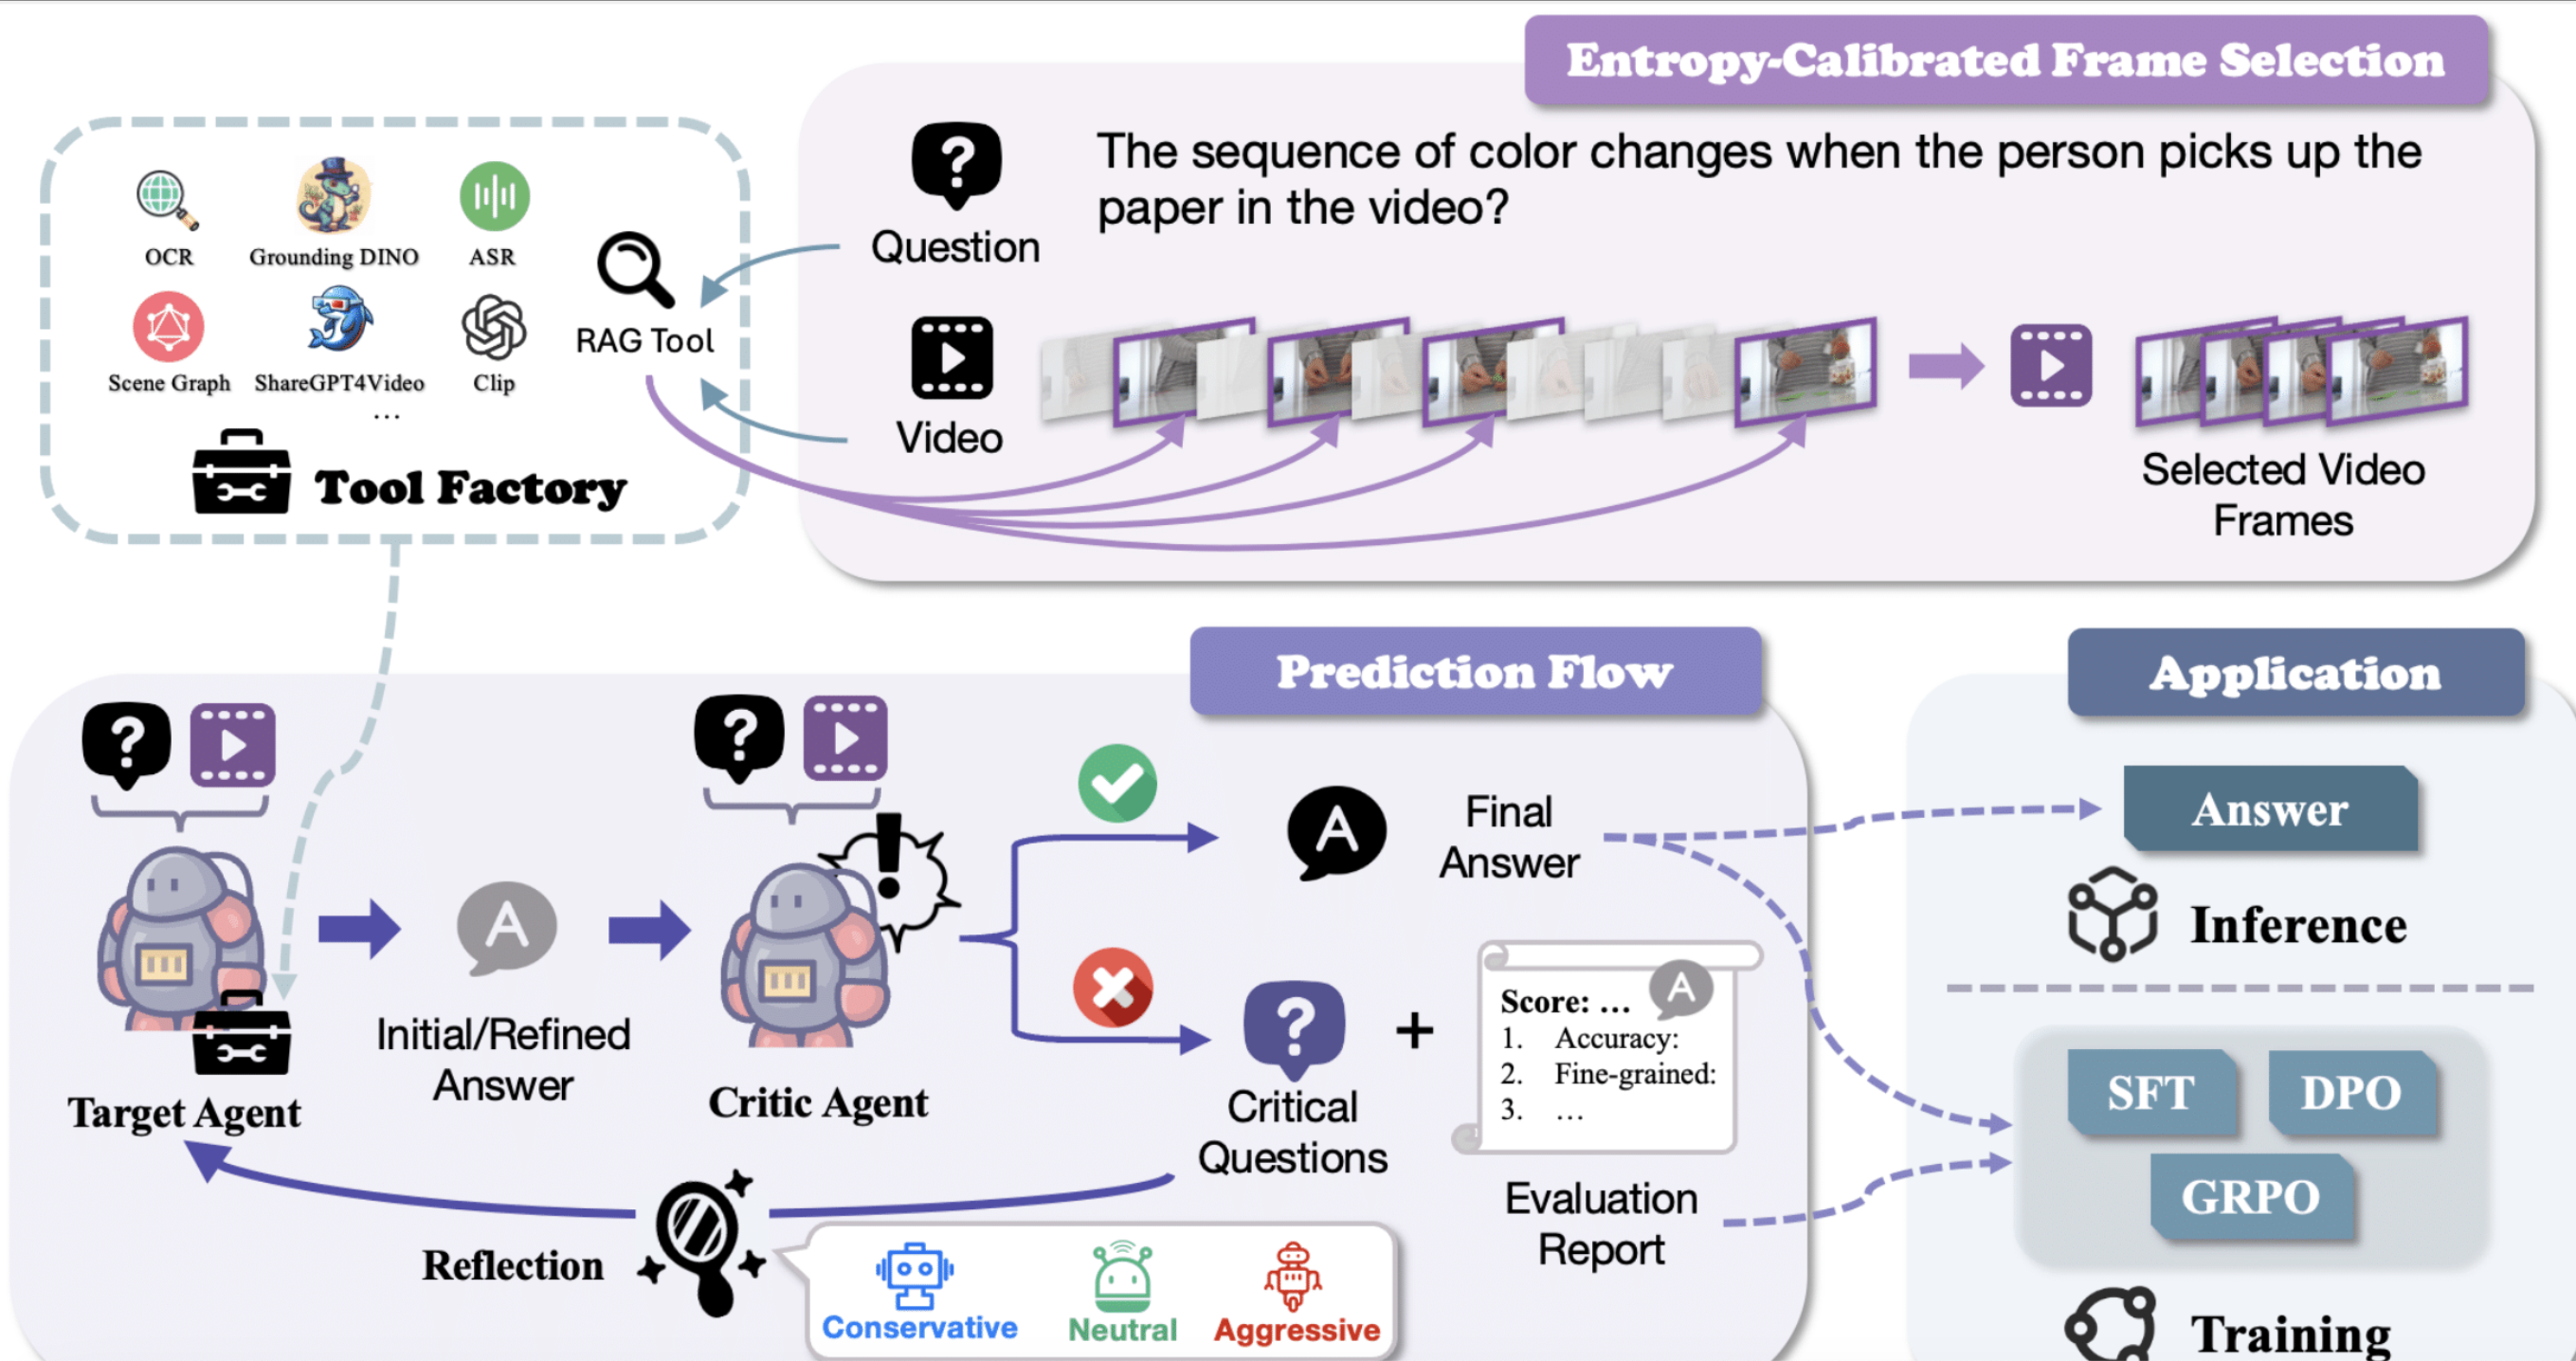 Entropy-Calibrated Frame Selection
OCR
Grounding DINO
ASR
Scene Graph
ShareGPT4Video
Clip
...
RAG Tool
Tool Factory
Question
The sequence of color changes when the person picks up the
paper in the video?
Video
Selected Video
Frames
Prediction Flow
Target Agent
A
Initial/Refined
Answer
Critic Agent
A
Final
Answer
Critical
Questions
+
A
Score: ...
1. Accuracy:
2. Fine-grained:
3. ...
Evaluation
Report
Reflection
Conservative
Neutral
Aggressive
Application
Answer
Inference
SFT
DPO
GRPO
Training